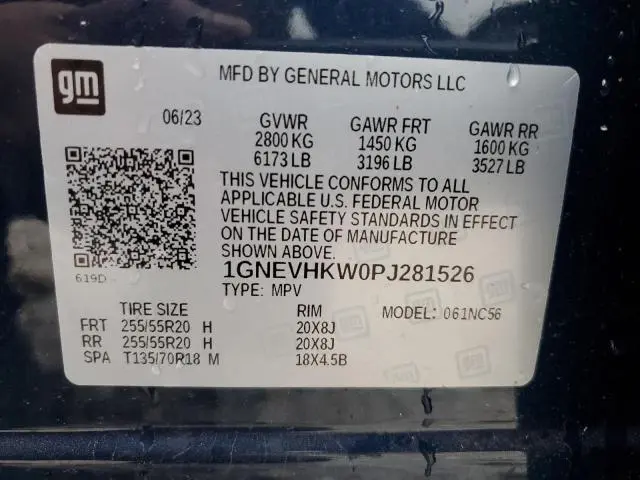 gm
MFD BY GENERAL MOTORS LLC
06/23 GVWR GAWR FRT GAWR RR
2800 KG 1450 KG 1600 KG
6173 LB 3196 LB 3527 LB
THIS VEHICLE CONFORMS TO ALL
APPLICABLE U.S. FEDERAL MOTOR
VEHICLE SAFETY STANDARDS IN EFFECT
ON THE DATE OF MANUFACTURE
SHOWN ABOVE.
619D
1GNEVHKW0PJ281526
TYPE: MPV MODEL: 061NC56
TIRE SIZE RIM
FRT 255/55R20 H 20X8J
RR 255/55R20 H 20X8J
SPA T135/70R18 M 18X4.5B